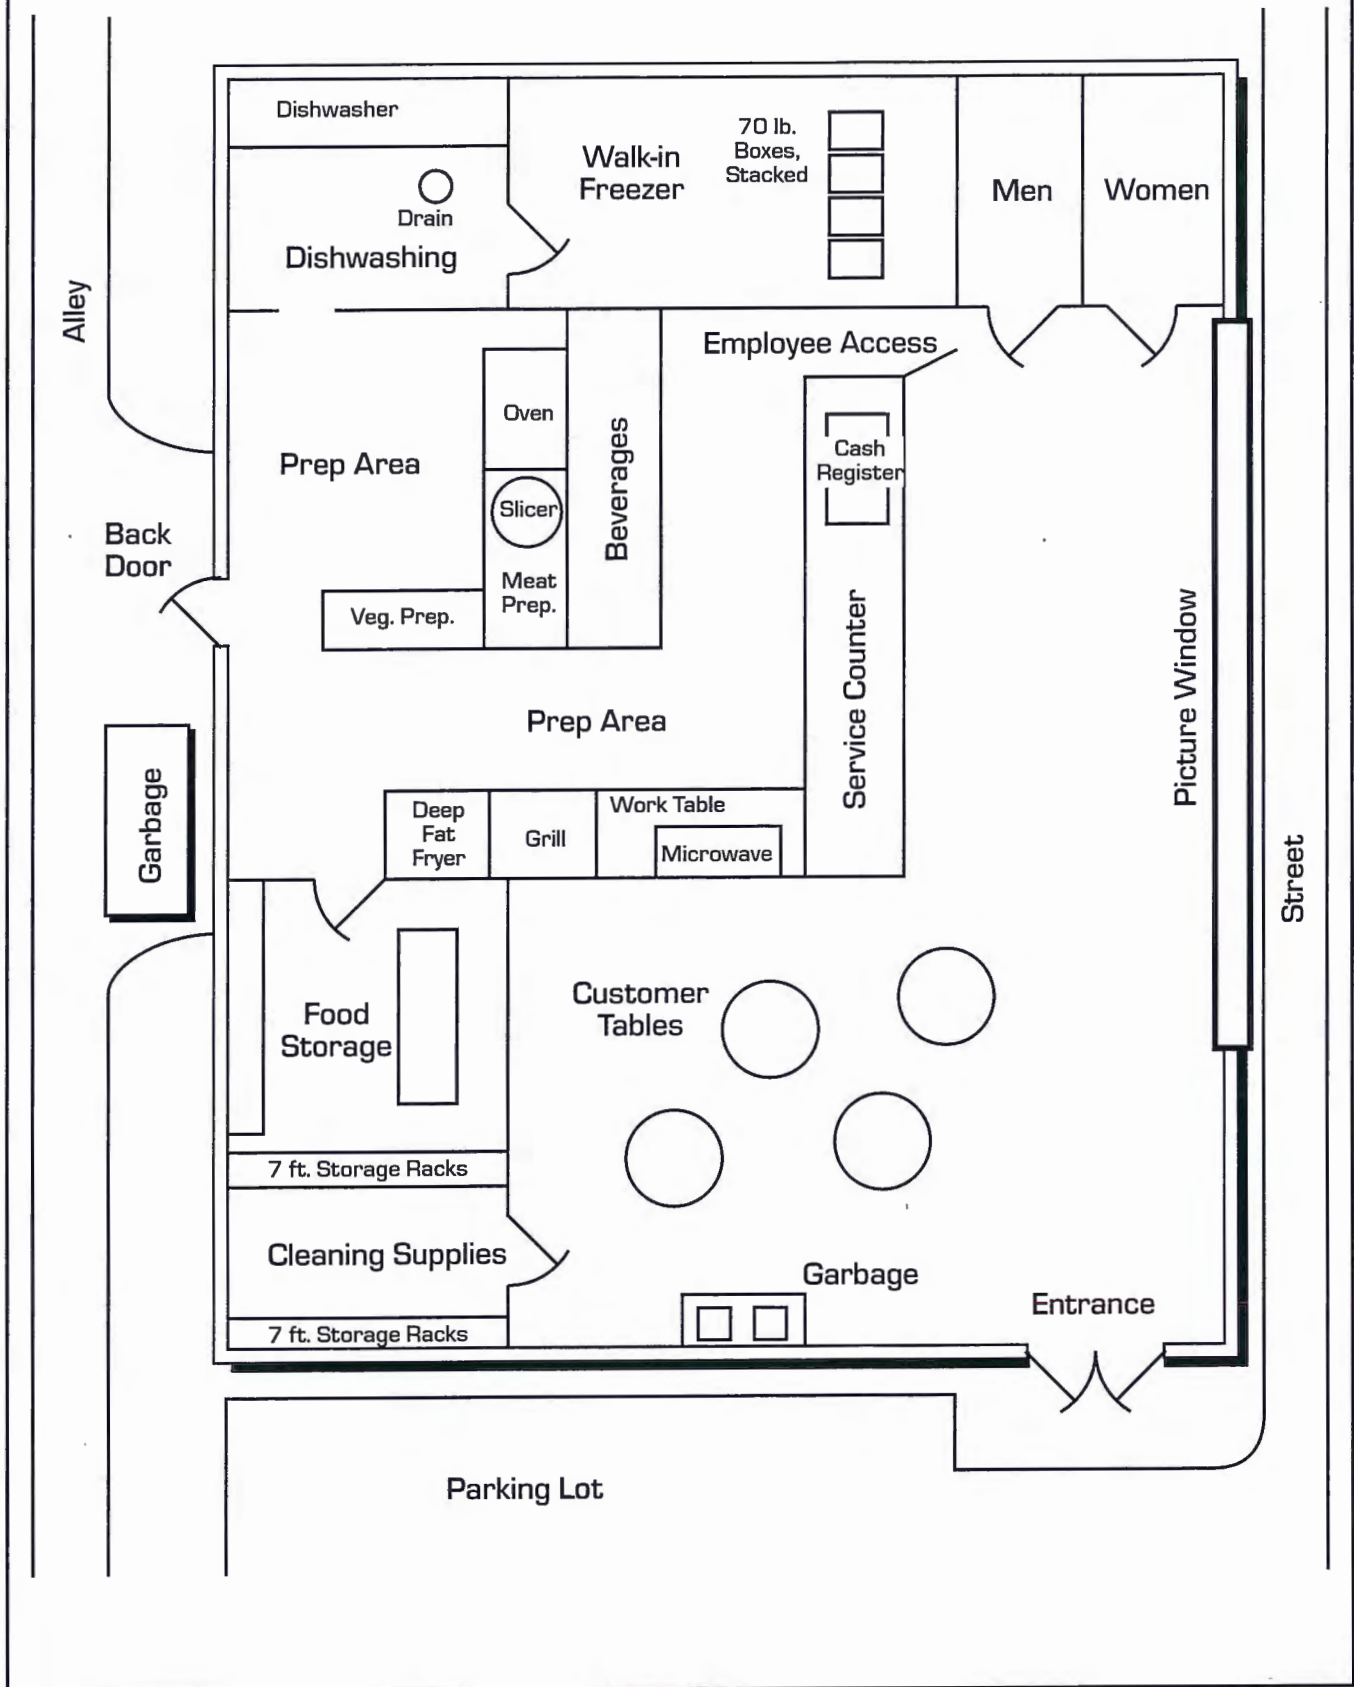 Dishwasher
Drain
Dishwashing
Walk-in
Freezer
70 lb.
Boxes,
Stacked
Men
Women
Alley
Employee Access
Oven
Prep Area
Slicer
Beverages
Cash
Register
Back
Door
Meat
Prep.
Veg. Prep.
Service Counter
Picture Window
Prep Area
Garbage
Deep
Fat
Fryer
Grill
Work Table
Microwave
Street
Food
Storage
Customer
Tables
7 ft. Storage Racks
Cleaning Supplies
Garbage
Entrance
7 ft. Storage Racks
Parking Lot